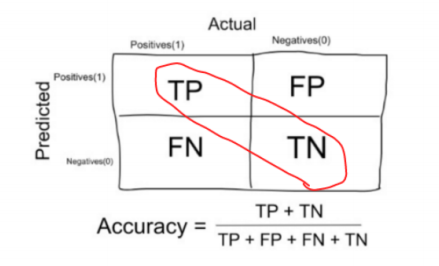 Actual
Positives(1) Negatives(0)
Predicted
Positives(1) TP FP
Negatives(0) FN TN
Accuracy = TP + TN
TP + FP + FN + TN